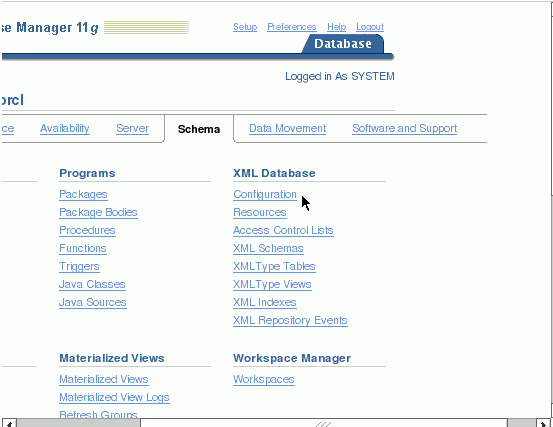 se Manager 11g
Setup Preferences Help Logout
Database
Logged in As SYSTEM
orcl
ce Availability Server Schema Data Movement Software and Support
Programs
Packages
Package Bodies
Procedures
Functions
Triggers
Java Classes
Java Sources
XML Database
Configuration
Resources
Access Control Lists
XML Schemas
XMLType Tables
XMLType Views
XML Indexes
XML Repository Events
Materialized Views
Materialized Views
Materialized View Logs
Refresh Groups
Workspace Manager
Workspaces